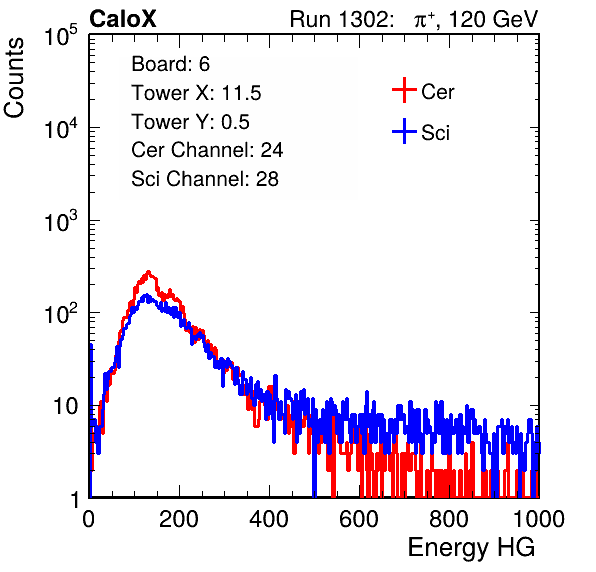 CaloX Run 1302: π⁺, 120 GeV
Counts
10⁵
10⁴
10³
10²
10
1
Board: 6
Tower X: 11.5
Tower Y: 0.5
Cer Channel: 24
Sci Channel: 28
Cer
Sci
0 200 400 600 800 1000
Energy HG